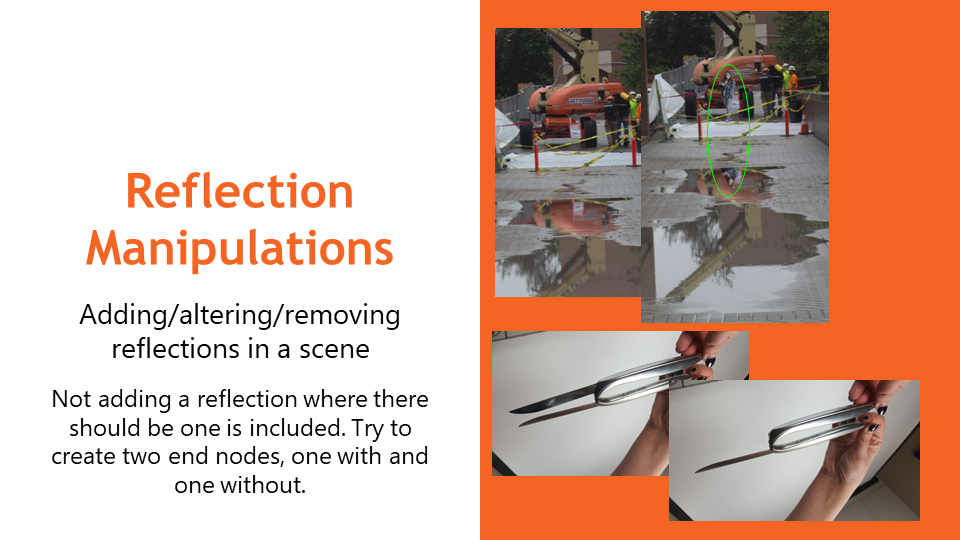 Reflection
Manipulations
Adding/altering/removing
reflections in a scene
Not adding a reflection where there
should be one is included. Try to
create two end nodes, one with and
one without.